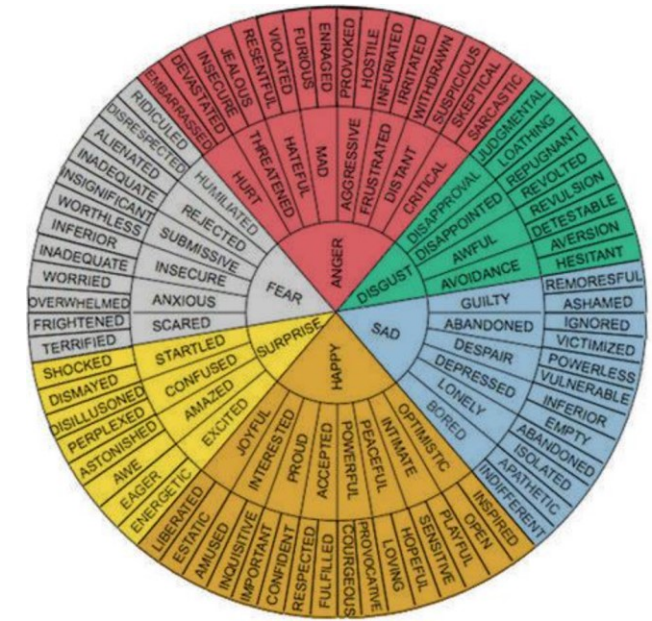 ANGER
HURT
THREATENED
HATEFUL
MAD
AGGRESSIVE
FRUSTRATED
DISTANT
CRITICAL
EMBARRASSED
DEVASTATED
INSECURE
JEALOUS
RESENTFUL
VIOLATED
FURIOUS
ENRAGED
PROVOKED
HOSTILE
INFURIATED
IRRITATED
WITHDRAWN
SUSPICIOUS
SKEPTICAL
SARCASTIC
DISGUST
DISAPPROVAL
DISAPPOINTED
AWFUL
AVOIDANCE
JUDGMENTAL
LOATHING
REPUGNANT
REVOLTED
REVULSION
DETESTABLE
AVERSION
HESITANT
SAD
GUILTY
ABANDONED
DESPAIR
DEPRESSED
LONELY
BORED
REMORESFUL
ASHAMED
IGNORED
VICTIMIZED
POWERLESS
VULNERABLE
INFERIOR
EMPTY
ABANDONED
ISOLATED
APATHETIC
INDIFFERENT
HAPPY
OPTIMISTIC
INTIMATE
PEACEFUL
POWERFUL
ACCEPTED
PROUD
INTERESTED
JOYFUL
INSPIRED
OPEN
PLAYFUL
SENSITIVE
HOPEFUL
LOVING
PROVOCATIVE
COURGEOUS
FULFILLED
RESPECTED
CONFIDENT
IMPORTANT
INQUISITIVE
AMUSED
ESTATIC
LIBERATED
SURPRISE
EXCITED
AMAZED
CONFUSED
STARTLED
ENERGETIC
EAGER
AWE
ASTONISHED
PERPLEXED
DISILLUSONED
DISMAYED
SHOCKED
FEAR
SCARED
ANXIOUS
INSECURE
SUBMISSIVE
REJECTED
HUMILIATED
TERRIFIED
FRIGHTENED
OVERWHELMED
WORRIED
INADEQUATE
INFERIOR
WORTHLESS
INSIGNIFICANT
INADEQUATE
ALIENATED
DISRESPECTED
RIDICULED